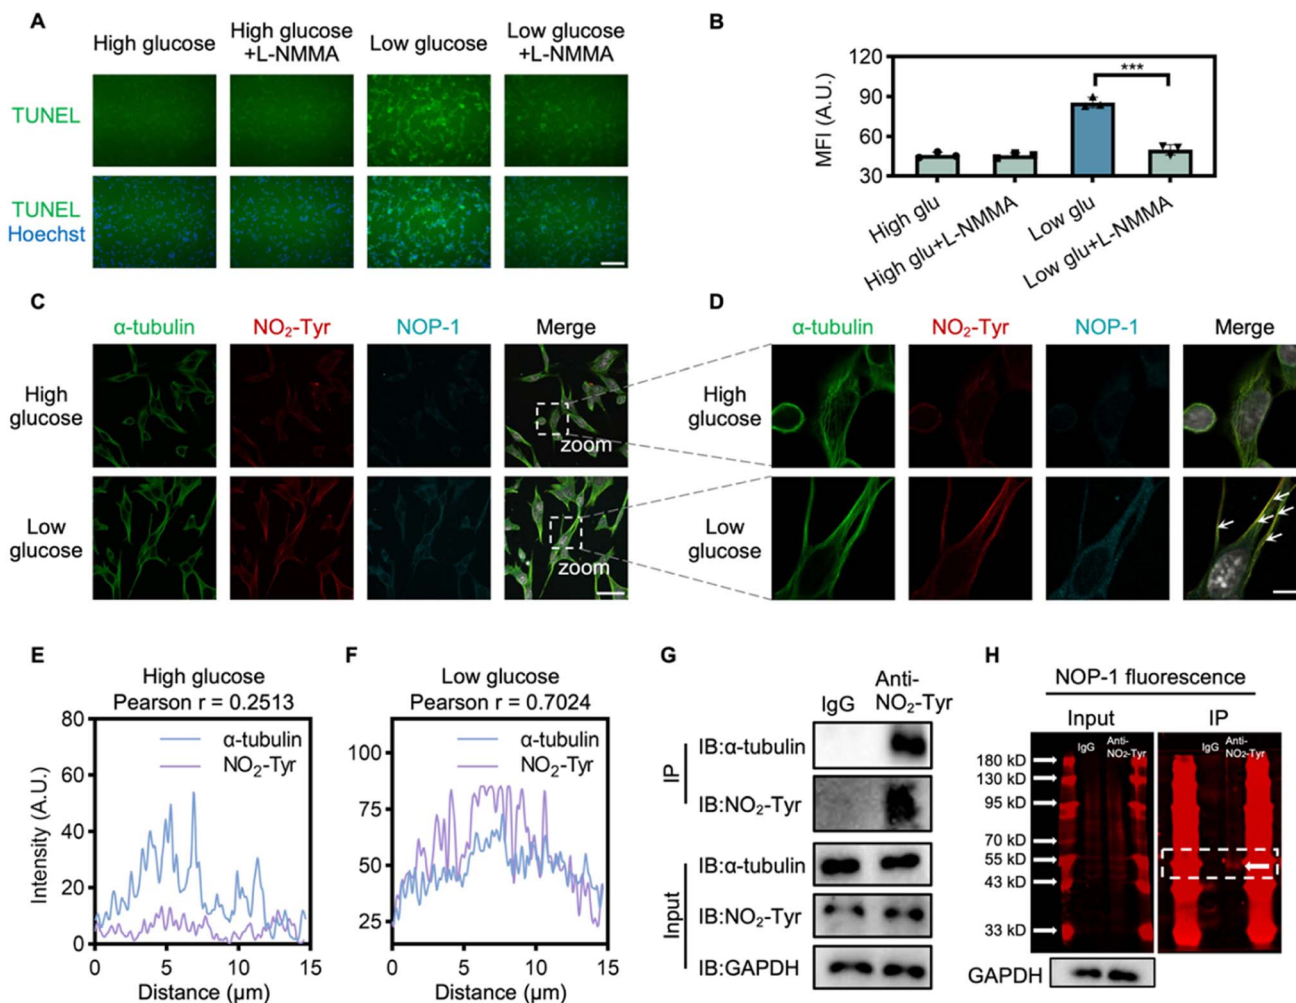 A
High glucose
High glucose
+L-NMMA
Low glucose
Low glucose
+L-NMMA
TUNEL
TUNEL
Hoechst
B
MFI (A.U.)
120
90
60
30
***
High glu
High glu+L-NMMA
Low glu
Low glu+L-NMMA
C
α-tubulin
NO₂-Tyr
NOP-1
Merge
High
glucose
zoom
Low
glucose
zoom
D
α-tubulin
NO₂-Tyr
NOP-1
Merge
High
glucose
Low
glucose
E
High glucose
Pearson r = 0.2513
α-tubulin
NO₂-Tyr
Intensity (A.U.)
80
60
40
20
0
0
5
10
15
Distance (μm)
F
Low glucose
Pearson r = 0.7024
α-tubulin
NO₂-Tyr
100
75
50
25
0
5
10
15
Distance (μm)
G
IgG
Anti-
NO₂-Tyr
IP
IB:α-tubulin
IB:NO₂-Tyr
Input
IB:α-tubulin
IB:NO₂-Tyr
IB:GAPDH
H
NOP-1 fluorescence
Input
IP
IgG
Anti-
NO₂-Tyr
IgG
Anti-
NO₂-Tyr
180 kD
130 kD
95 kD
70 kD
55 kD
43 kD
33 kD
GAPDH